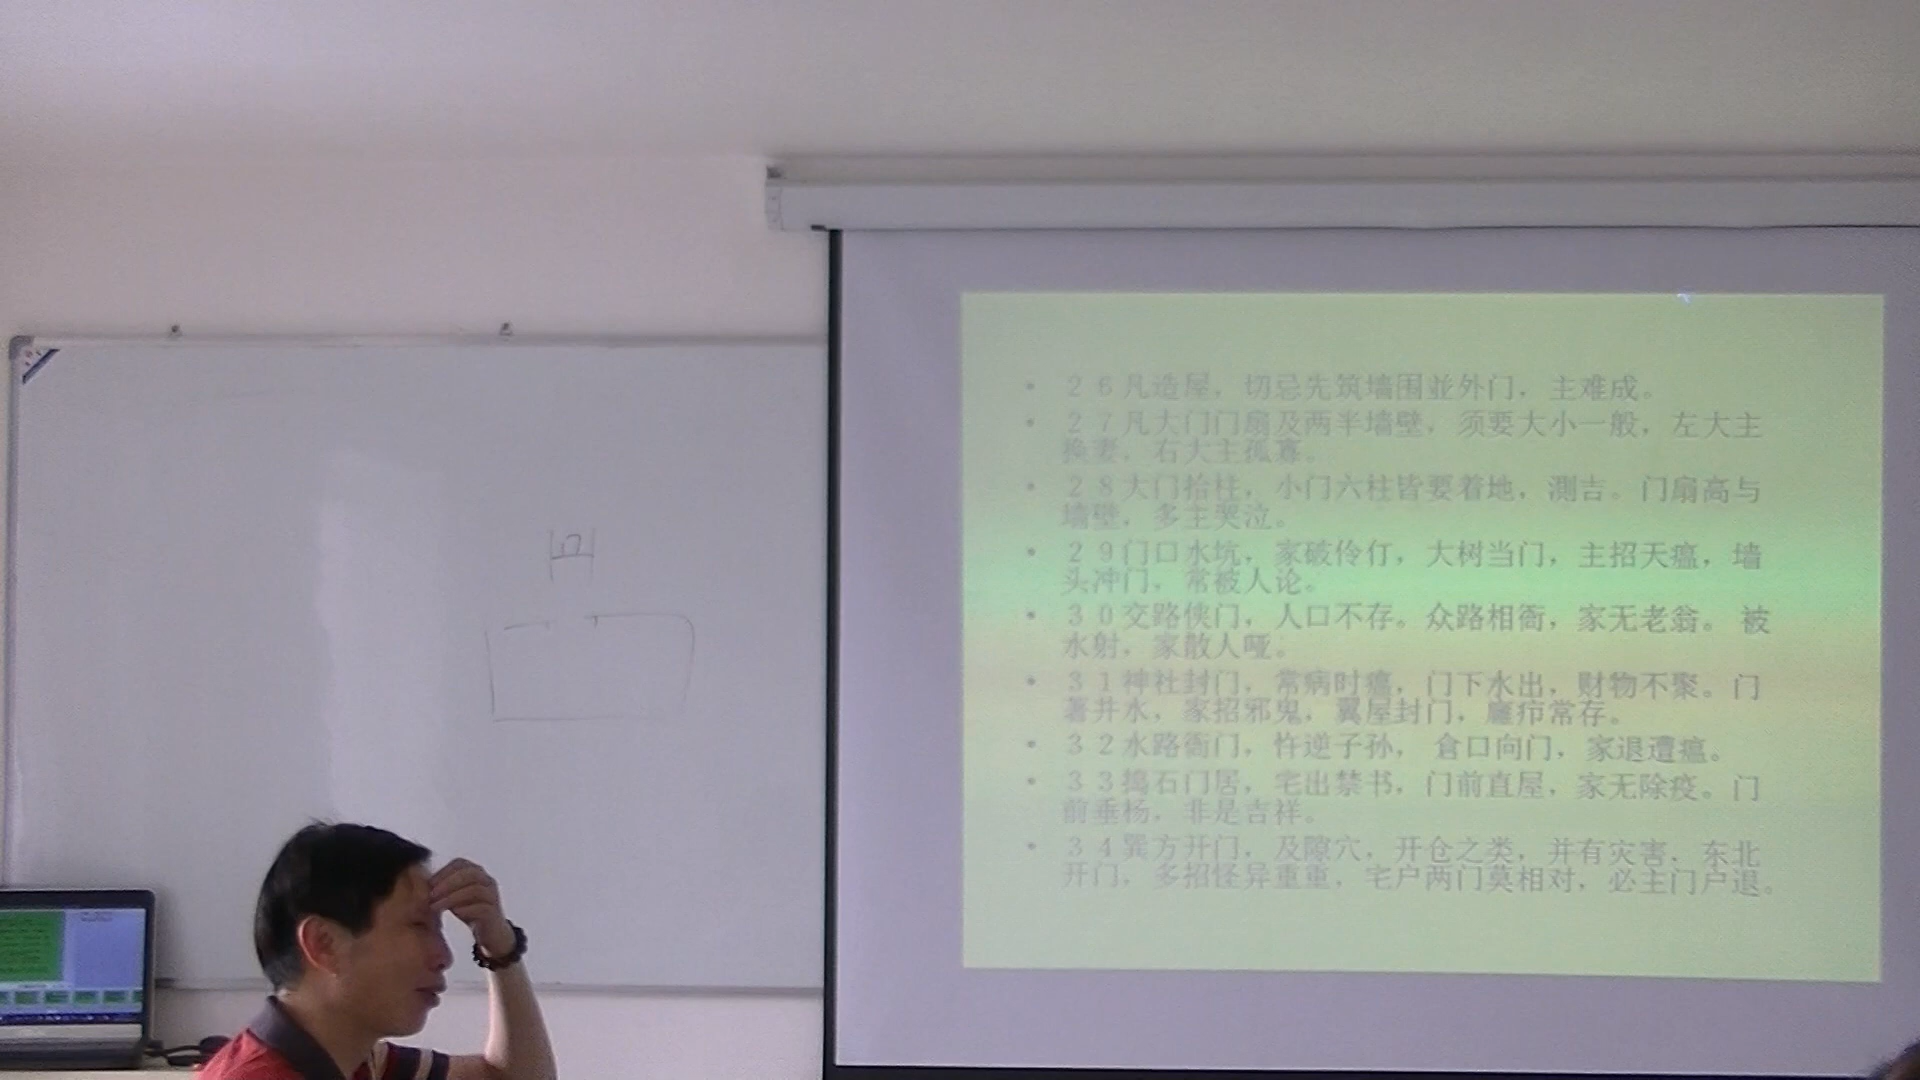 26凡造屋，切忌先筑墙围並外门，主难成。
27凡大门门扇及两半墙壁，须要大小一般，左大主
换妻，右大主孤寡。
28大门拾柱，小门六柱皆要着地，测吉。门扇高与
墙壁，多主哭泣。
29门口水坑，家破伶仃，大树当门，主招天瘟，墙
头冲门，常被人论。
30交路侠门，人口不存。众路相衝，家无老翁。 被
水射，家散人哑。
31神社封门，常病时瘟，门下水出，财物不聚。门
著井水，家招邪鬼，翼屋封门，常存。
32水路衝门，忤逆子孙， 倉口向门，家退遭瘟。
33捣石门居，宅出禁书，门前直屋，家无除疫。门
前垂杨，非是吉祥。
34巽方开门，及隙穴，开仓之类，并有灾害．东北
开门，多招怪异重重，宅户两门莫相对，必主门户退。